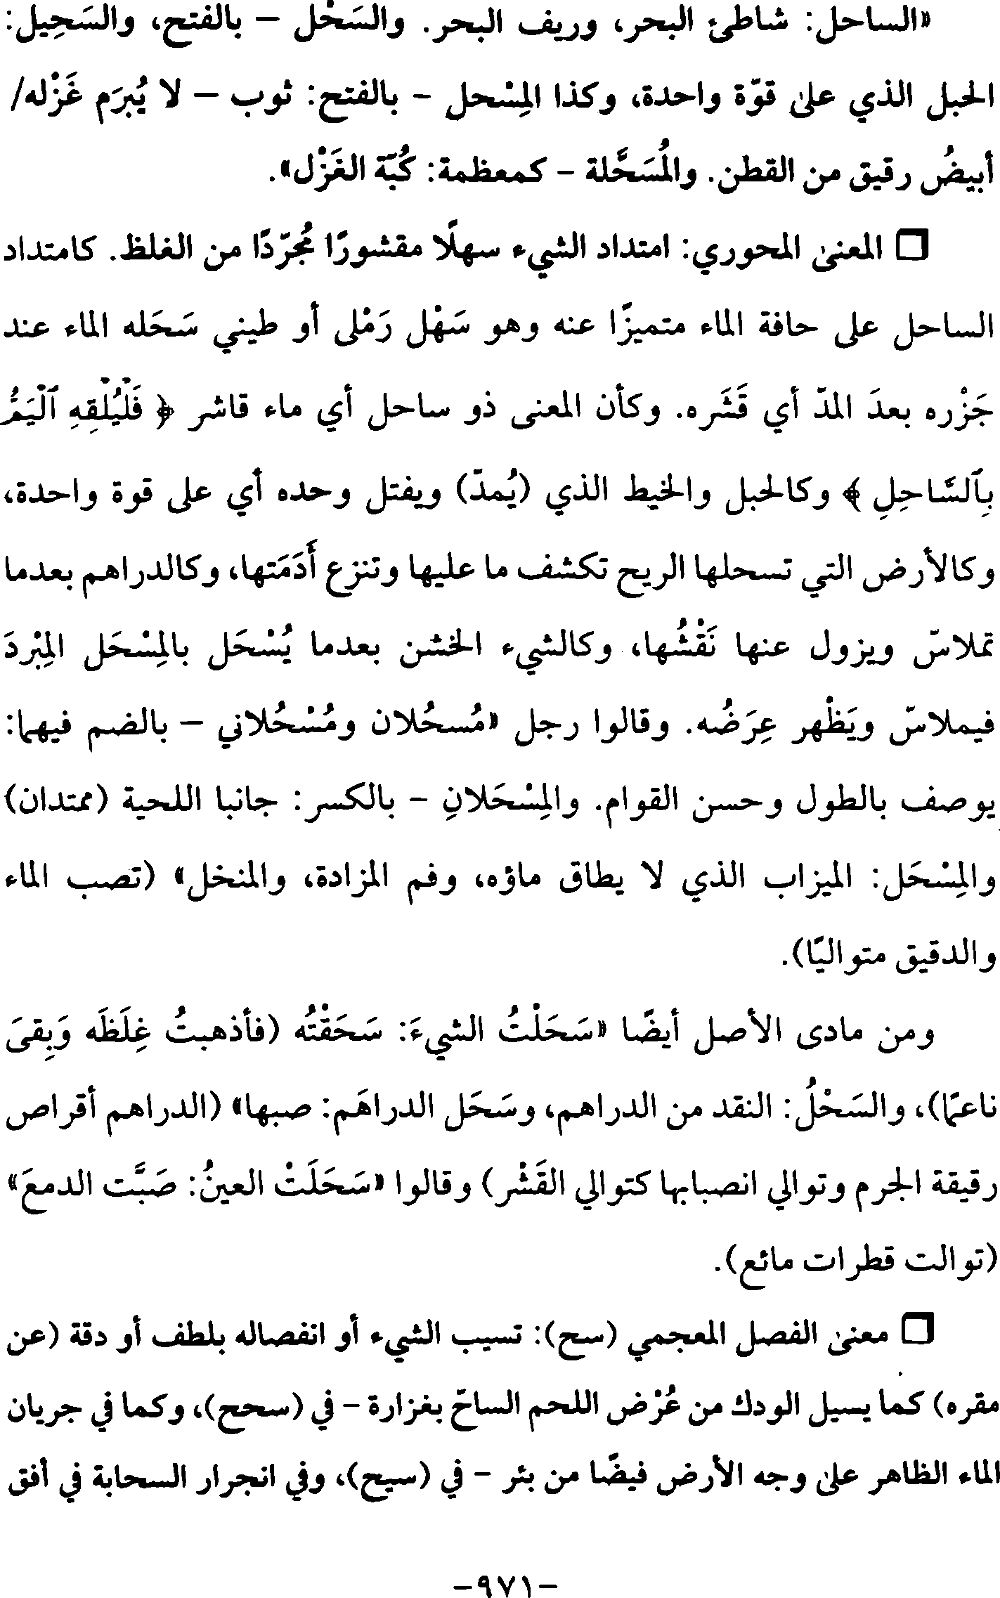 «الساحل: شاطئ البحر، وريف البحر. والسَحْل – بالفتح، والسَحِيل:
الحبل الذي على قوّة واحدة، وكذا المِسْحل – بالفتح: ثوب – لا يُبرَم غَزْله/
أبيضُ رقيق من القطن. والمُسَحَّلة – كمعظمة: كُبّة الغَزْل».
□ المعنى المحوري: امتداد الشيء سهلًا مقشورًا مُجرّدًا من الغلظ. كامتداد
الساحل على حافة الماء متميزًا عنه وهو سَهْل رَمْلى أو طيني سَحَله الماء عند
جَزْره بعدَ المدّ أي قَشَره. وكأن المعنى ذو ساحل أي ماء قاشر ﴿ فَلْيُلْقِهِ ٱلْيَمُّ
بِٱلسَّاحِلِ ﴾ وكالحبل والخيط الذي (يُمدّ) ويفتل وحده أي على قوة واحدة،
وكالأرض التي تسحلها الريح تكشف ما عليها وتنزع أَدَمَتها، وكالدراهم بعدما
تملاسّ ويزول عنها نَقْشُها، وكالشيء الخشن بعدما يُسْحَل بالمِسْحَل المِبْردَ
فيملاسّ ويَظْهر عِرَضُه. وقالوا رجل «مُسحُلان ومُسْحُلاني – بالضم فيهما:
يوصف بالطول وحسن القوام. والمِسْحَلانِ – بالكسر: جانبا اللحية (ممتدان)
والمِسْحَل: الميزاب الذي لا يطاق ماؤه، وفم المزادة، والمنخل» (تصب الماء
والدقيق متواليًا).
ومن مادى الأصل أيضًا «سَحَلْتُ الشيءَ: سَحَقْتُه (فأذهبتُ غِلَظَه وَبِقىَ
ناعمًا)، والسَحْلُ: النقد من الدراهم، وسَحَل الدراهَم: صبها» (الدراهم أقراص
رقيقة الجرم وتوالي انصبابها كتوالي القَشْر) وقالوا «سَحَلَتْ العينُ: صَبَّت الدمعَ»
(توالت قطرات مائع).
□ معنى الفصل المعجمي (سح): تسيب الشيء أو انفصاله بلطف أو دقة (عن
مقره) كما يسيل الودك من عُرْض اللحم الساحّ بغزارة – في (سحح)، وكما في جريان
الماء الظاهر على وجه الأرض فيضًا من بئر – في (سيح)، وفي انجرار السحابة في أفق
–٩٧١–